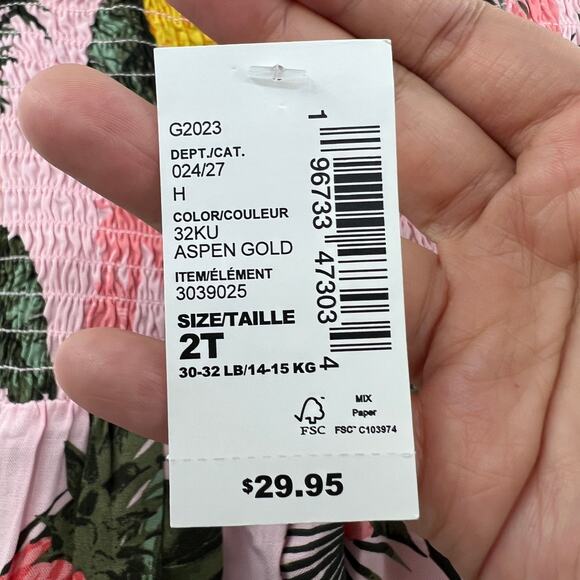 G2023
DEPT./CAT.
024/27
H
COLOR/COULEUR
32KU
ASPEN GOLD
ITEM/ÉLÉMENT
3039025
SIZE/TAILLE
2T
30-32 LB/14-15 KG
1 96733 47303 4
FSC
MIX
Paper
FSC™ C103974
$29.95